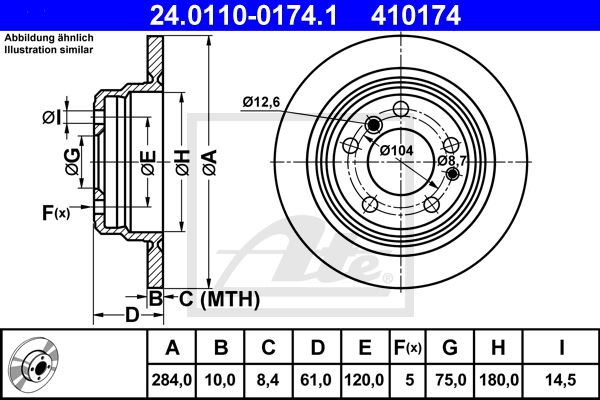 24.0110-0174.1 410174
Abbildung ähnlich
Illustration similar
ØI
ØG
ØE
ØH
ØA
F(x)
B
C (MTH)
D
Ø12,6
Ø104
Ø8,7
Ate
®
A B C D E F(x) G H I
284,0 10,0 8,4 61,0 120,0 5 75,0 180,0 14,5